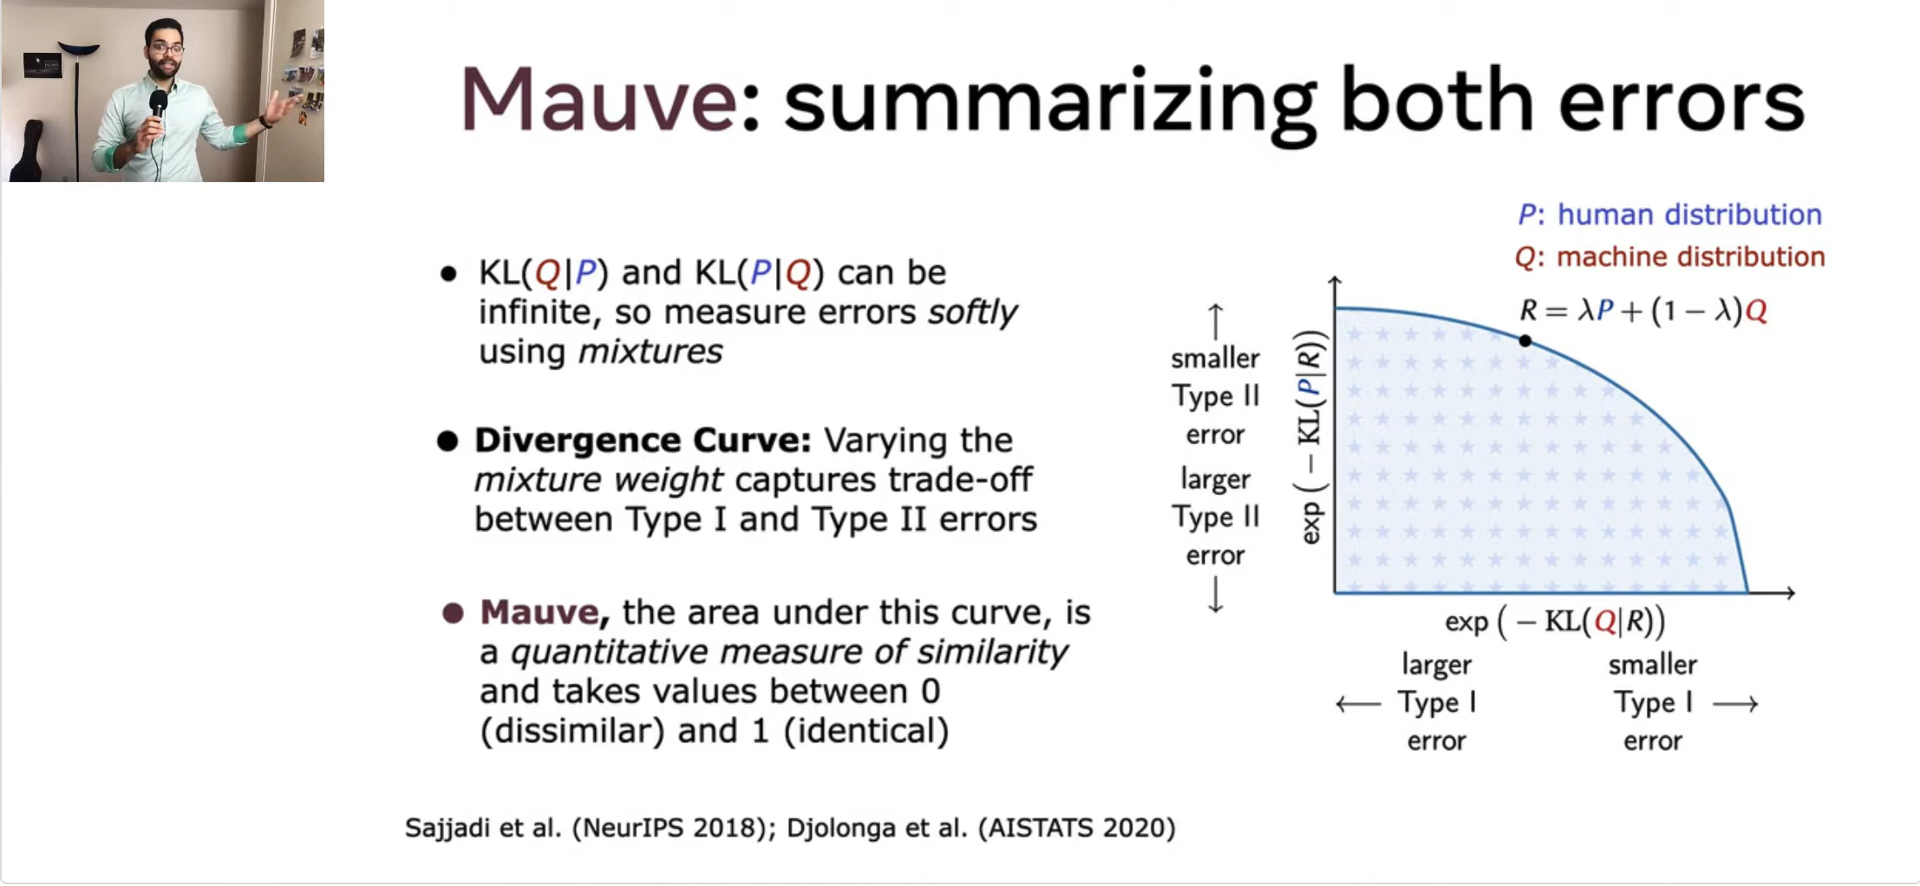 Mauve: summarizing both errors
• KL(Q|P) and KL(P|Q) can be
infinite, so measure errors softly
using mixtures
• Divergence Curve: Varying the
mixture weight captures trade-off
between Type I and Type II errors
• Mauve, the area under this curve, is
a quantitative measure of similarity
and takes values between 0
(dissimilar) and 1 (identical)
P: human distribution
Q: machine distribution
R = λP + (1 − λ)Q
↑
smaller
Type II
error
larger
Type II
error
↓
exp ( − KL(P|R))
exp ( − KL(Q|R))
larger
← Type I
error
smaller
Type I →
error
Sajjadi et al. (NeurIPS 2018); Djolonga et al. (AISTATS 2020)